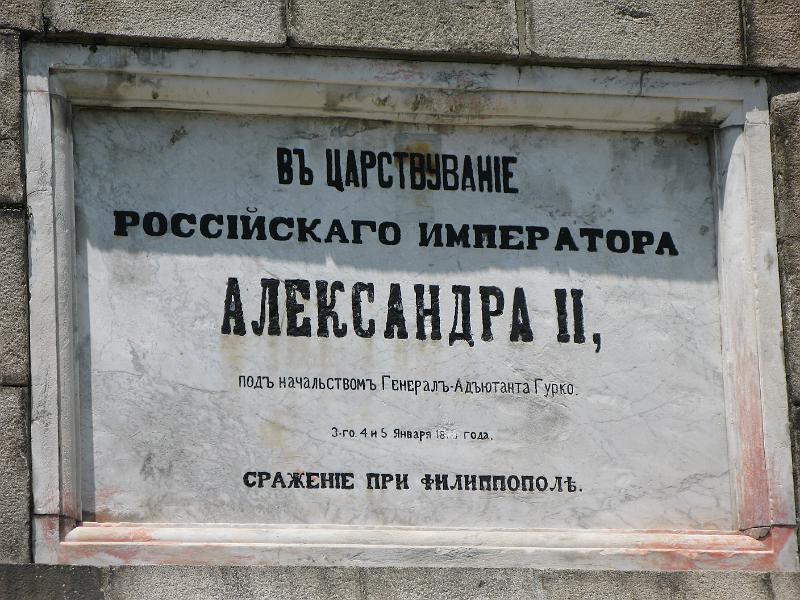 ВЪ ЦАРСТВУВАНІЕ
РОССІЙСКАГО ИМПЕРАТОРА
АЛЕКСАНДРА II,
ПОДЪ НАЧАЛЬСТВОМЪ ГЕНЕРАЛЪ-АДЪЮТАНТА ГУРКО.
3-го. 4 и 5 Января года.
СРАЖЕНІЕ ПРИ ФИЛИППОПОЛѢ.